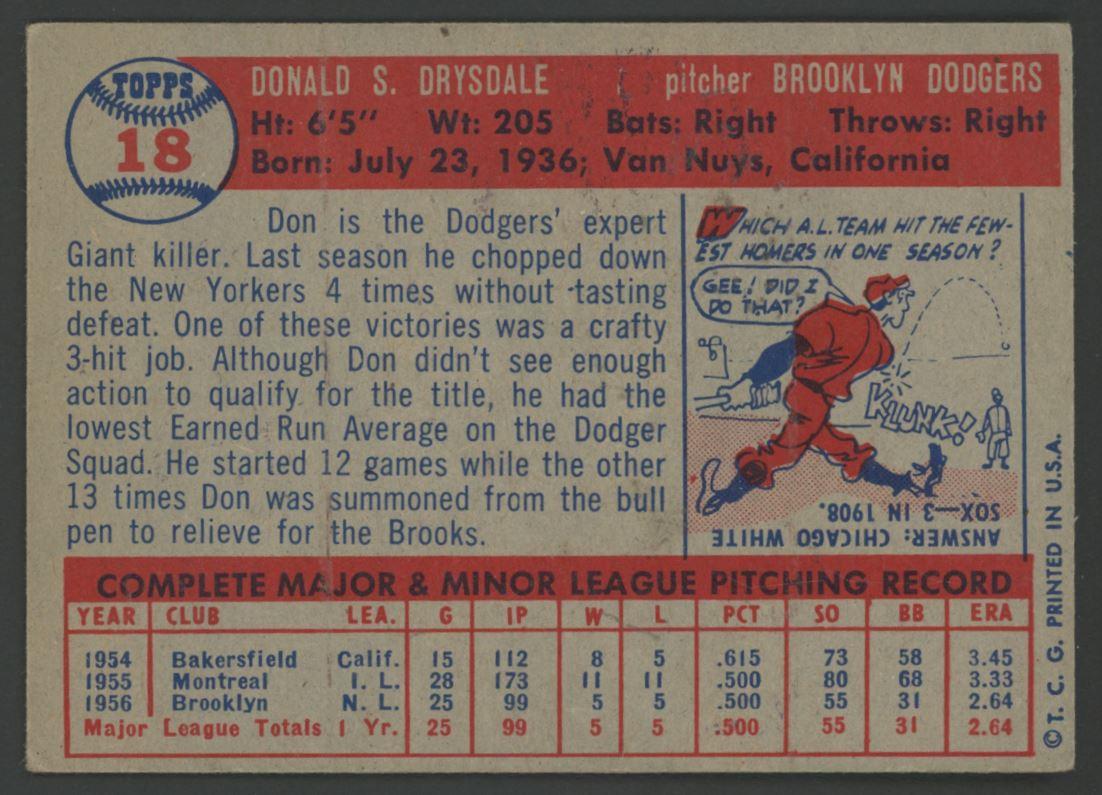 TOPPS
18
DONALD S. DRYSDALE pitcher BROOKLYN DODGERS
Ht: 6'5" Wt: 205 Bats: Right Throws: Right
Born: July 23, 1936; Van Nuys, California
Don is the Dodgers' expert
Giant killer. Last season he chopped down
the New Yorkers 4 times without tasting
defeat. One of these victories was a crafty
3-hit job. Although Don didn't see enough
action to qualify for the title, he had the
lowest Earned Run Average on the Dodger
Squad. He started 12 games while the other
13 times Don was summoned from the bull
pen to relieve for the Brooks.
WHICH A.L. TEAM HIT THE FEW-
EST HOMERS IN ONE SEASON?
GEE! DID I
DO THAT?
KLUNK!
ANSWER: CHICAGO WHITE
SOX—3 IN 1908.
COMPLETE MAJOR & MINOR LEAGUE PITCHING RECORD
YEAR CLUB LEA. G IP W L PCT SO BB ERA
1954 Bakersfield Calif. 15 112 8 5 .615 73 58 3.45
1955 Montreal I. L. 28 173 11 11 .500 80 68 3.33
1956 Brooklyn N. L. 25 99 5 5 .500 55 31 2.64
Major League Totals 1 Yr. 25 99 5 5 .500 55 31 2.64
© T. C. G. PRINTED IN U.S.A.